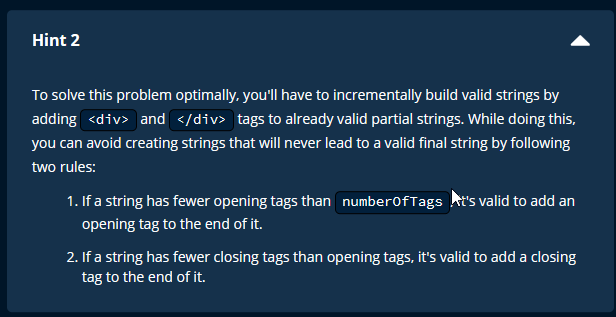 Hint 2
To solve this problem optimally, you'll have to incrementally build valid strings by
adding <div> and </div> tags to already valid partial strings. While doing this,
you can avoid creating strings that will never lead to a valid final string by following
two rules:
1. If a string has fewer opening tags than numberOfTags, it's valid to add an
opening tag to the end of it.
2. If a string has fewer closing tags than opening tags, it's valid to add a closing
tag to the end of it.